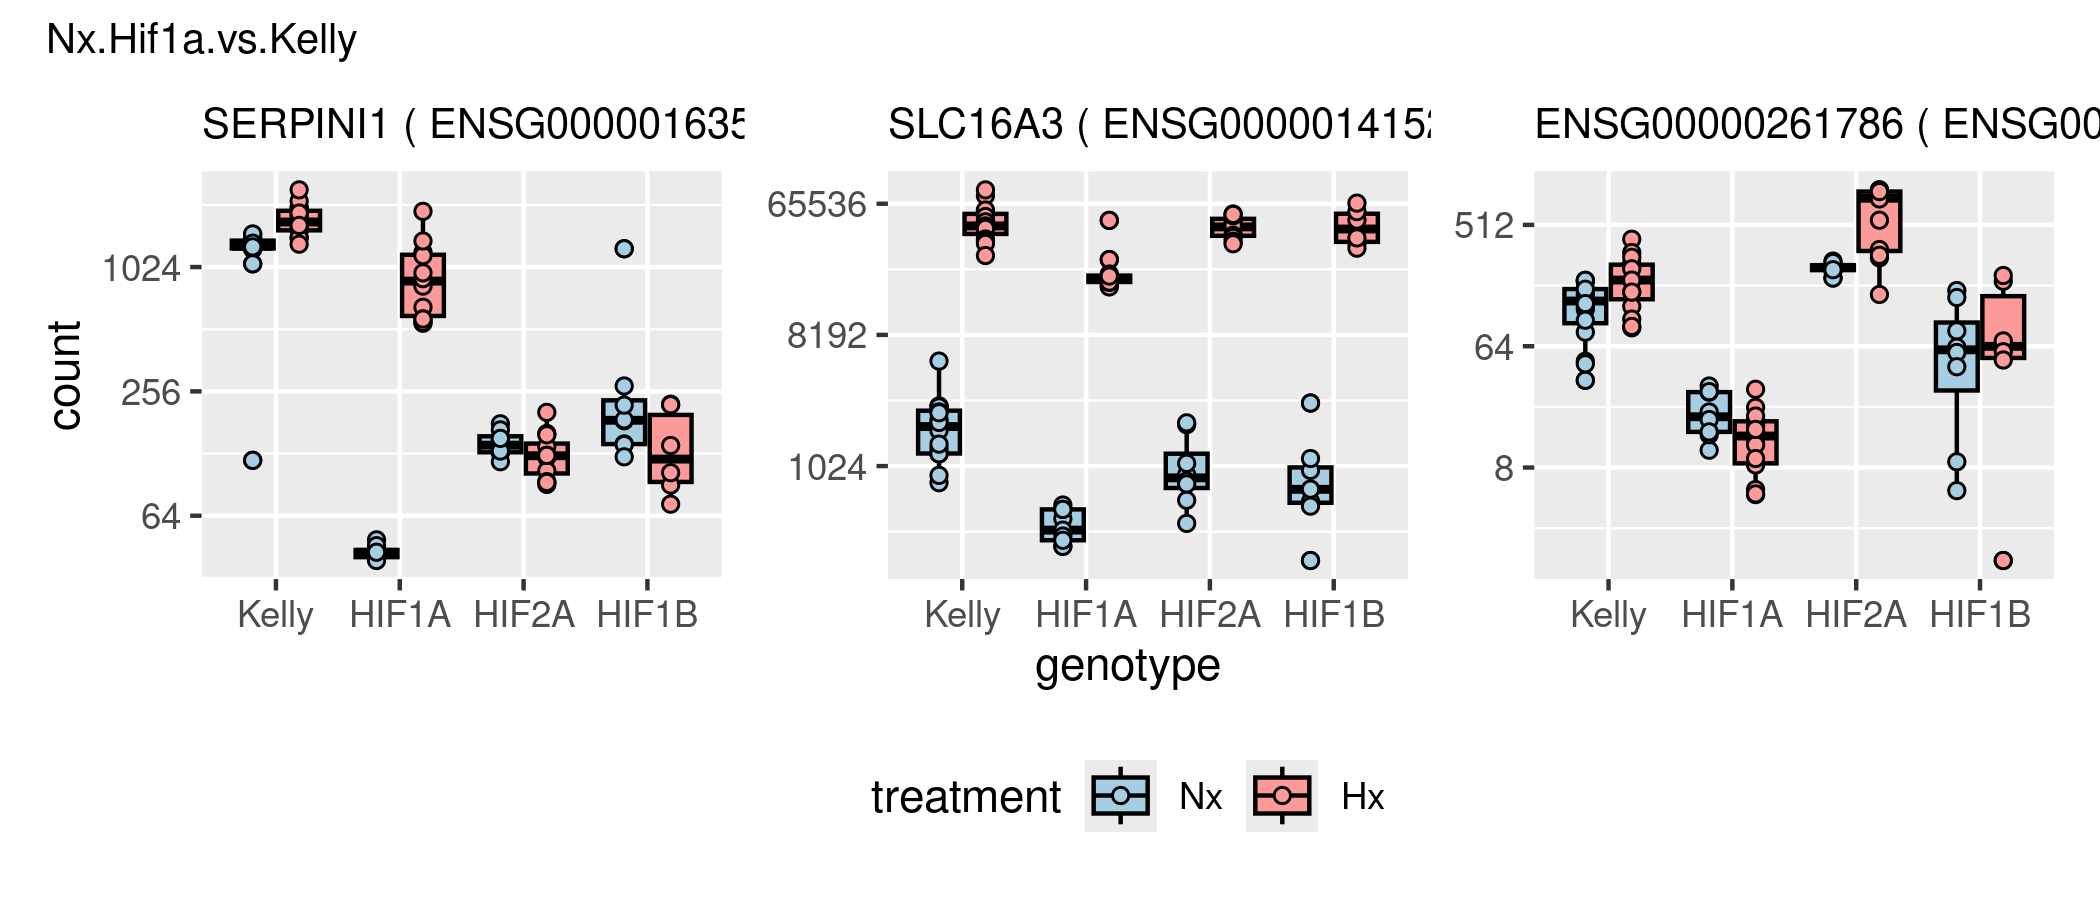 Nx.Hif1a.vs.Kelly
SERPINI1 ( ENSG00000163
SLC16A3 ( ENSG0000014152
ENSG00000261786 ( ENSG00
count
1024
256
64
65536
8192
1024
512
64
8
Kelly HIF1A HIF2A HIF1B
Kelly HIF1A HIF2A HIF1B
Kelly HIF1A HIF2A HIF1B
genotype
treatment Nx Hx